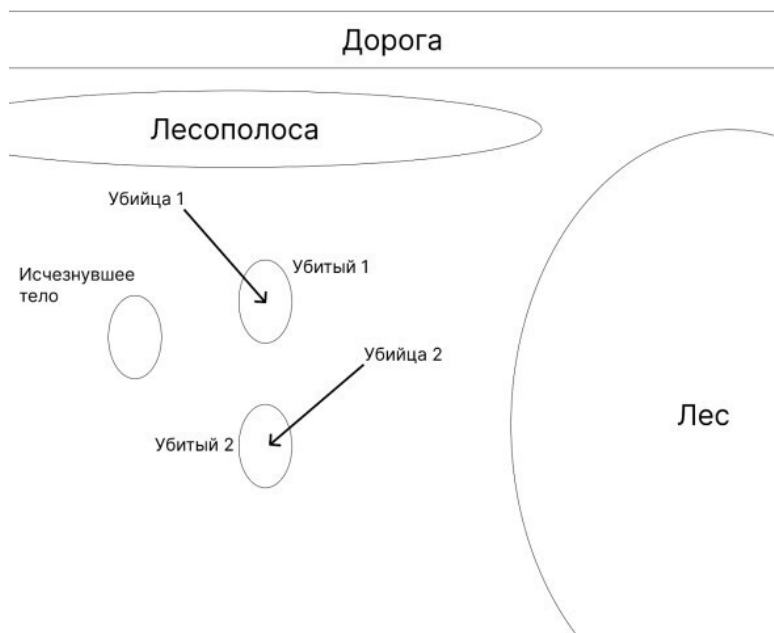 Дорога
Лесополоса
Убийца 1
Убитый 1
Исчезнувшее
тело
Убийца 2
Убитый 2
Лес